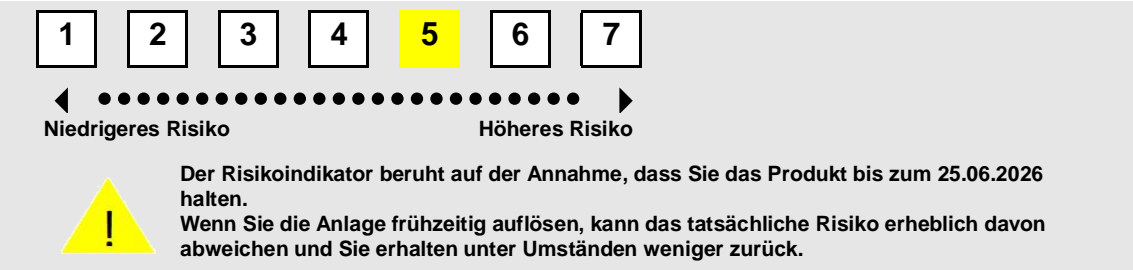 1 2 3 4 5 6 7
Niedrigeres Risiko Höheres Risiko
Der Risikoindikator beruht auf der Annahme, dass Sie das Produkt bis zum 25.06.2026
halten.
Wenn Sie die Anlage frühzeitig auflösen, kann das tatsächliche Risiko erheblich davon
abweichen und Sie erhalten unter Umständen weniger zurück.
!